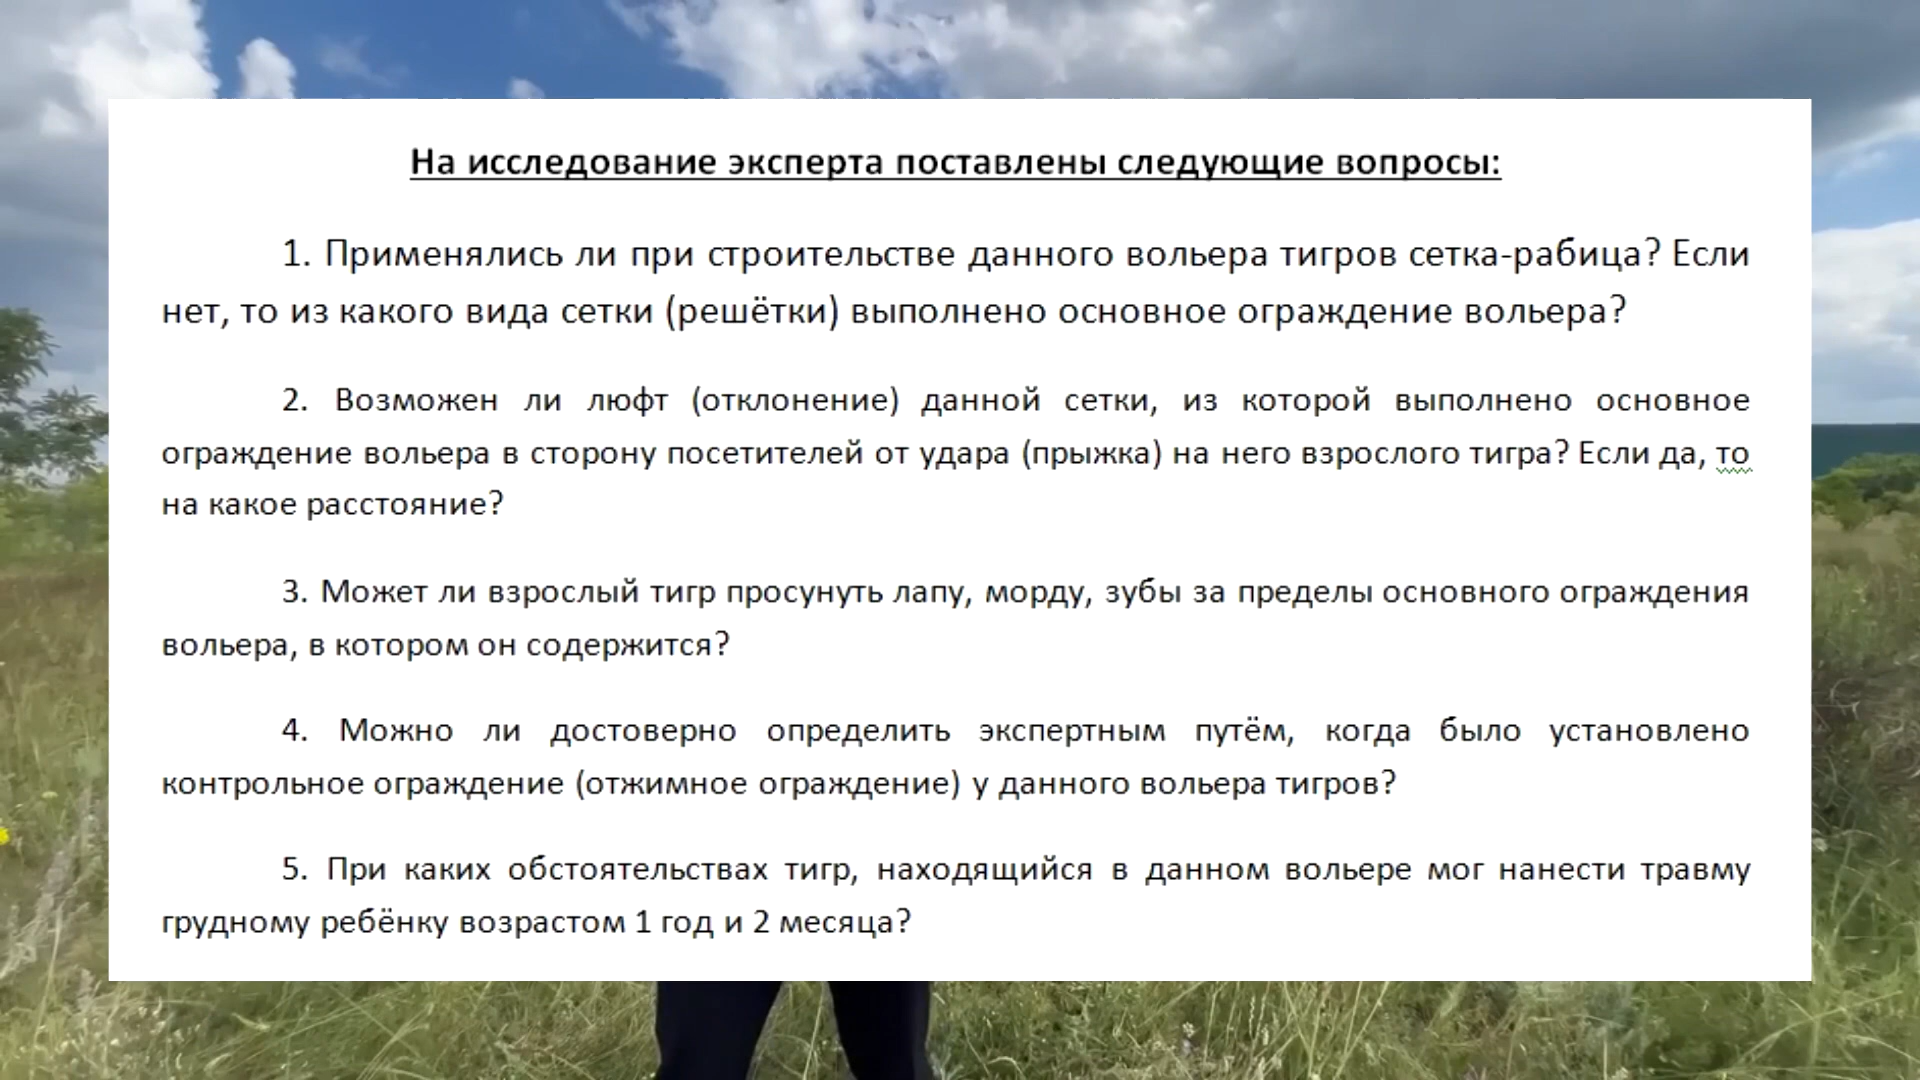 На исследование эксперта поставлены следующие вопросы:
1. Применялись ли при строительстве данного вольера тигров сетка-рабица? Если
нет, то из какого вида сетки (решётки) выполнено основное ограждение вольера?
2. Возможен ли люфт (отклонение) данной сетки, из которой выполнено основное
ограждение вольера в сторону посетителей от удара (прыжка) на него взрослого тигра? Если да, то
на какое расстояние?
3. Может ли взрослый тигр просунуть лапу, морду, зубы за пределы основного ограждения
вольера, в котором он содержится?
4. Можно ли достоверно определить экспертным путём, когда было установлено
контрольное ограждение (отжимное ограждение) у данного вольера тигров?
5. При каких обстоятельствах тигр, находящийся в данном вольере мог нанести травму
грудному ребёнку возрастом 1 год и 2 месяца?